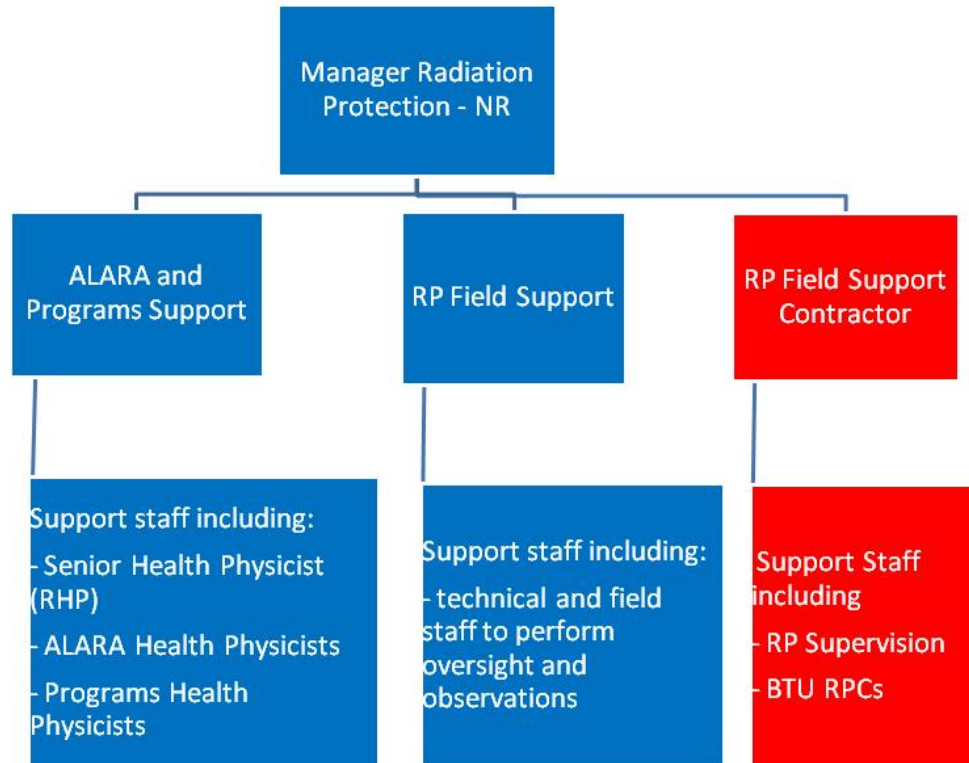 Manager Radiation
Protection - NR
ALARA and
Programs Support
RP Field Support
RP Field Support
Contractor
Support staff including:
- Senior Health Physicist
(RHP)
- ALARA Health Physicists
- Programs Health
Physicists
Support staff including:
- technical and field
staff to perform
oversight and
observations
Support Staff
including
- RP Supervision
- BTU RPCs